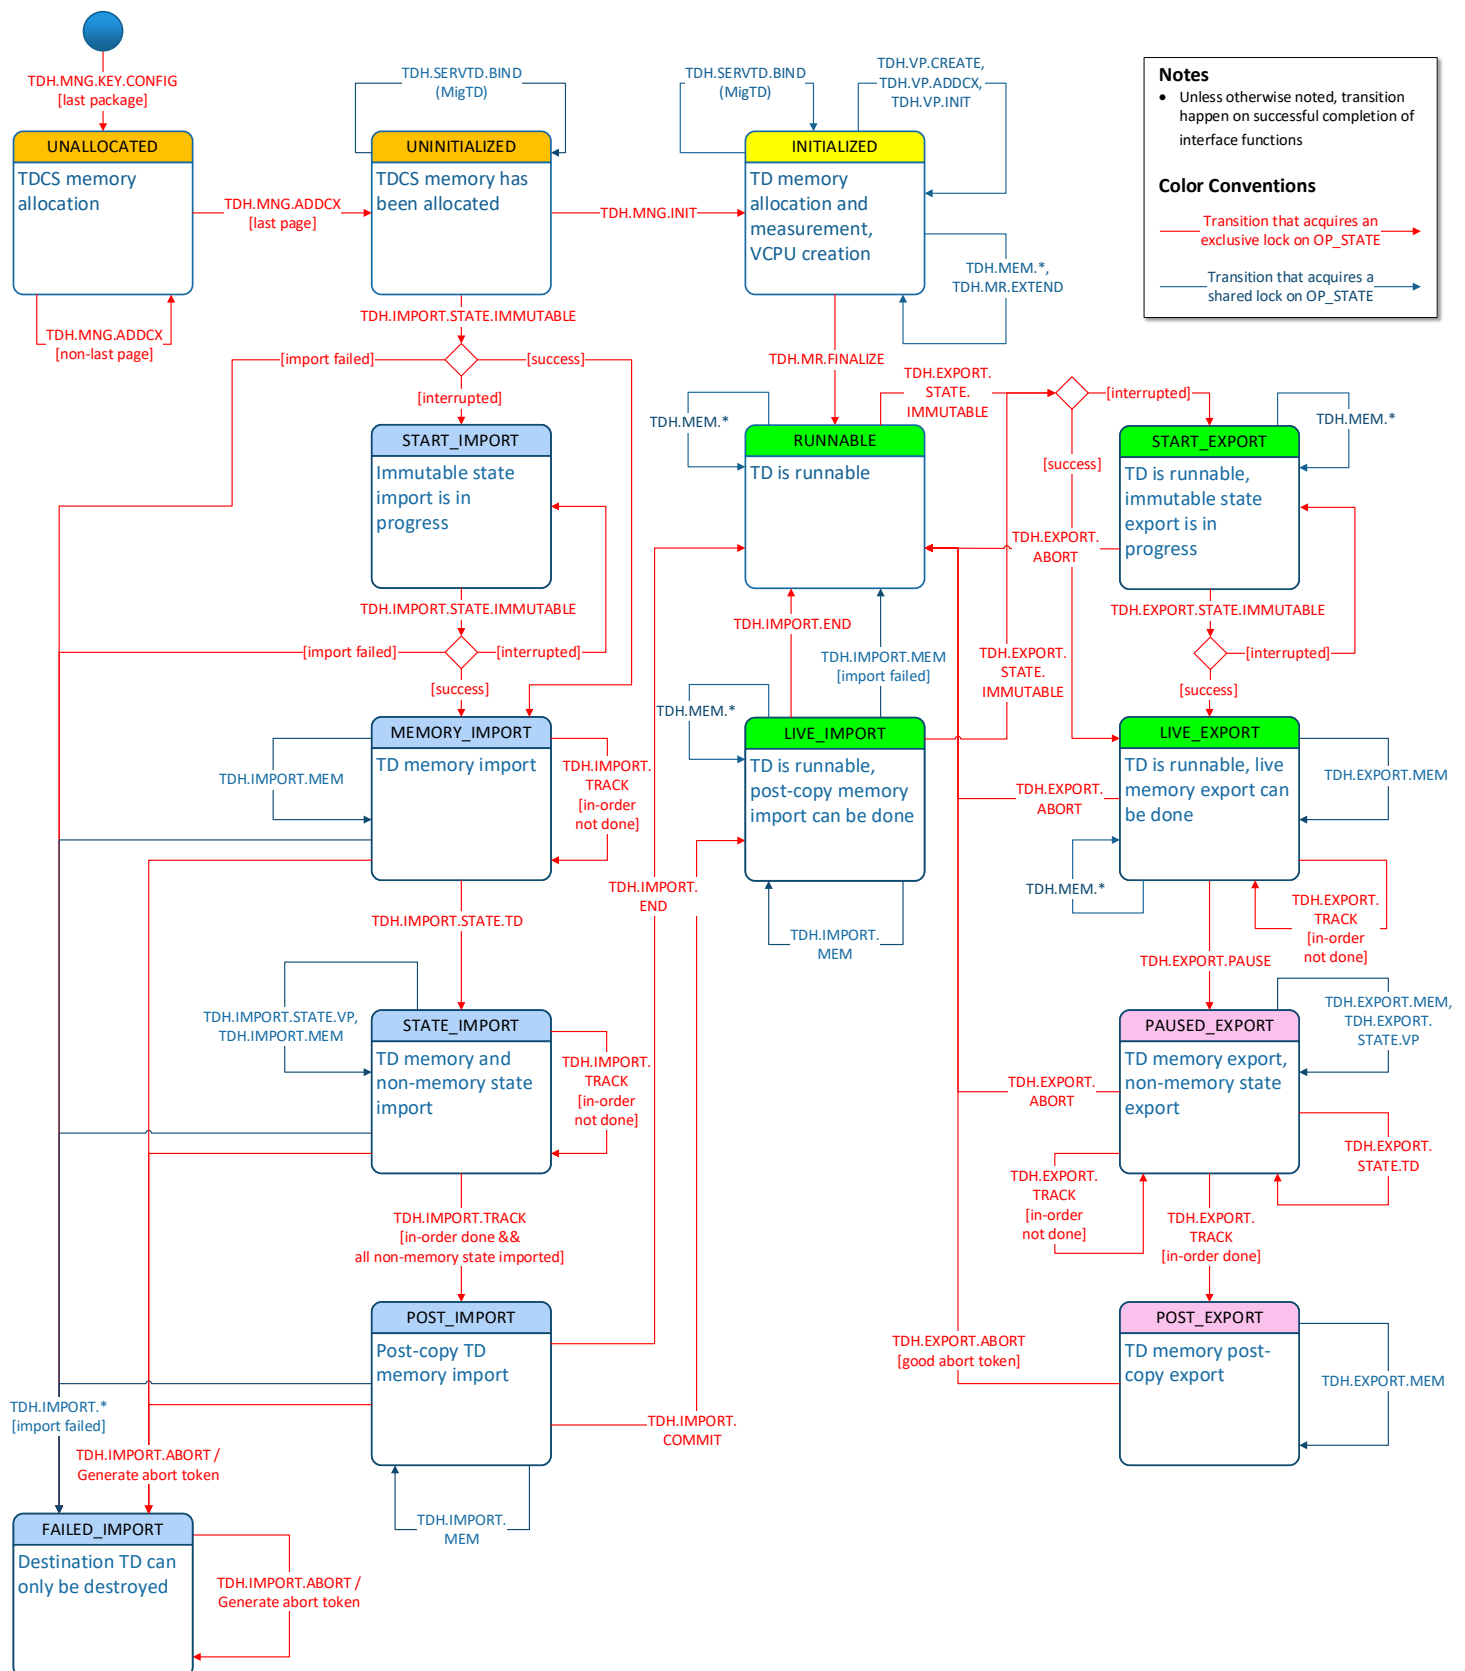 TDH.MNG.KEY.CONFIG
[last package]
TDH.SERVTD.BIND
(MigTD)
TDH.SERVTD.BIND
(MigTD)
TDH.VP.CREATE,
TDH.VP.ADDCX,
TDH.VP.INIT
Notes
• Unless otherwise noted, transition
happen on successful completion of
interface functions
Color Conventions
Transition that acquires an
exclusive lock on OP_STATE
Transition that acquires a
shared lock on OP_STATE
UNALLOCATED
TDCS memory
allocation
TDH.MNG.ADDCX
[last page]
TDH.MNG.ADDCX
[non-last page]
UNINITIALIZED
TDCS memory has
been allocated
TDH.MNG.INIT
INITIALIZED
TD memory
allocation and
measurement,
VCPU creation
TDH.MEM.*,
TDH.MR.EXTEND
TDH.IMPORT.STATE.IMMUTABLE
[import failed]
[success]
[interrupted]
TDH.MR.FINALIZE
TDH.EXPORT.
STATE.
IMMUTABLE
[interrupted]
[success]
START_IMPORT
Immutable state
import is in
progress
TDH.MEM.*
RUNNABLE
TD is runnable
START_EXPORT
TD is runnable,
immutable state
export is in
progress
TDH.MEM.*
TDH.EXPORT.
ABORT
TDH.IMPORT.STATE.IMMUTABLE
[import failed]
[interrupted]
[success]
TDH.IMPORT.END
TDH.IMPORT.MEM
[import failed]
TDH.EXPORT.
STATE.
IMMUTABLE
TDH.EXPORT.STATE.IMMUTABLE
[interrupted]
[success]
MEMORY_IMPORT
TD memory import
TDH.IMPORT.MEM
TDH.IMPORT.
TRACK
[in-order
not done]
TDH.MEM.*
LIVE_IMPORT
TD is runnable,
post-copy memory
import can be done
TDH.IMPORT.
MEM
LIVE_EXPORT
TD is runnable, live
memory export can
be done
TDH.EXPORT.MEM
TDH.EXPORT.
ABORT
TDH.MEM.*
TDH.EXPORT.
TRACK
[in-order
not done]
TDH.IMPORT.
END
TDH.IMPORT.STATE.TD
TDH.EXPORT.PAUSE
STATE_IMPORT
TD memory and
non-memory state
import
TDH.IMPORT.STATE.VP,
TDH.IMPORT.MEM
TDH.IMPORT.
TRACK
[in-order
not done]
PAUSED_EXPORT
TD memory export,
non-memory state
export
TDH.EXPORT.MEM,
TDH.EXPORT.
STATE.VP
TDH.EXPORT.
ABORT
TDH.EXPORT.
STATE.TD
TDH.EXPORT.
TRACK
[in-order
not done]
TDH.EXPORT.
TRACK
[in-order done]
TDH.IMPORT.TRACK
[in-order done &&
all non-memory state imported]
POST_IMPORT
Post-copy TD
memory import
TDH.EXPORT.ABORT
[good abort token]
POST_EXPORT
TD memory post-
copy export
TDH.EXPORT.MEM
TDH.IMPORT.*
[import failed]
TDH.IMPORT.ABORT /
Generate abort token
TDH.IMPORT.
COMMIT
TDH.IMPORT.
MEM
FAILED_IMPORT
Destination TD can
only be destroyed
TDH.IMPORT.ABORT /
Generate abort token